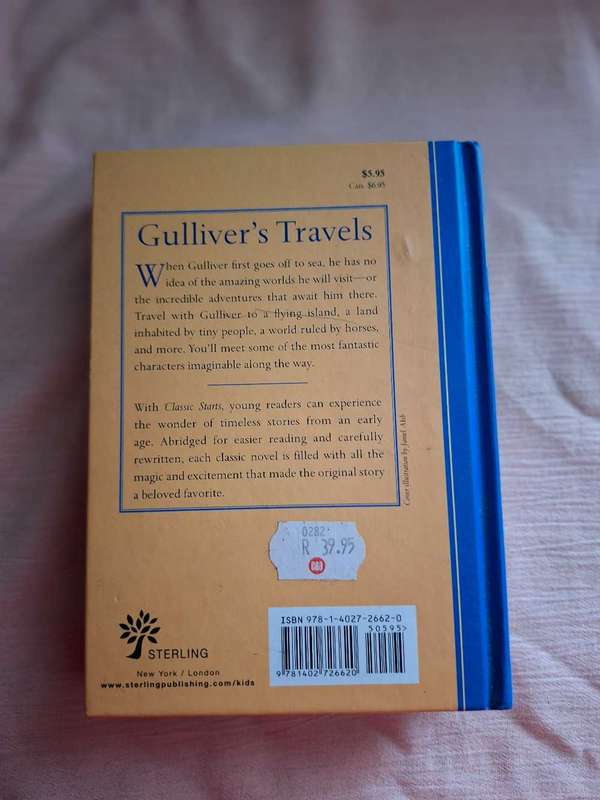 $5.95
Can. $6.95
Gulliver's Travels
When Gulliver first goes off to sea, he has no
idea of the amazing worlds he will visit—or
the incredible adventures that await him there.
Travel with Gulliver to a flying island, a land
inhabited by tiny people, a world ruled by horses,
and more. You'll meet some of the most fantastic
characters imaginable along the way.
With Classic Starts, young readers can experience
the wonder of timeless stories from an early
age. Abridged for easier reading and carefully
rewritten, each classic novel is filled with all the
magic and excitement that made the original story
a beloved favorite.
Cover illustration by Jamel Akib
0282
R 39.95
CNA
STERLING
New York / London
www.sterlingpublishing.com/kids
ISBN 978-1-4027-2662-0
50595>
9781402726620